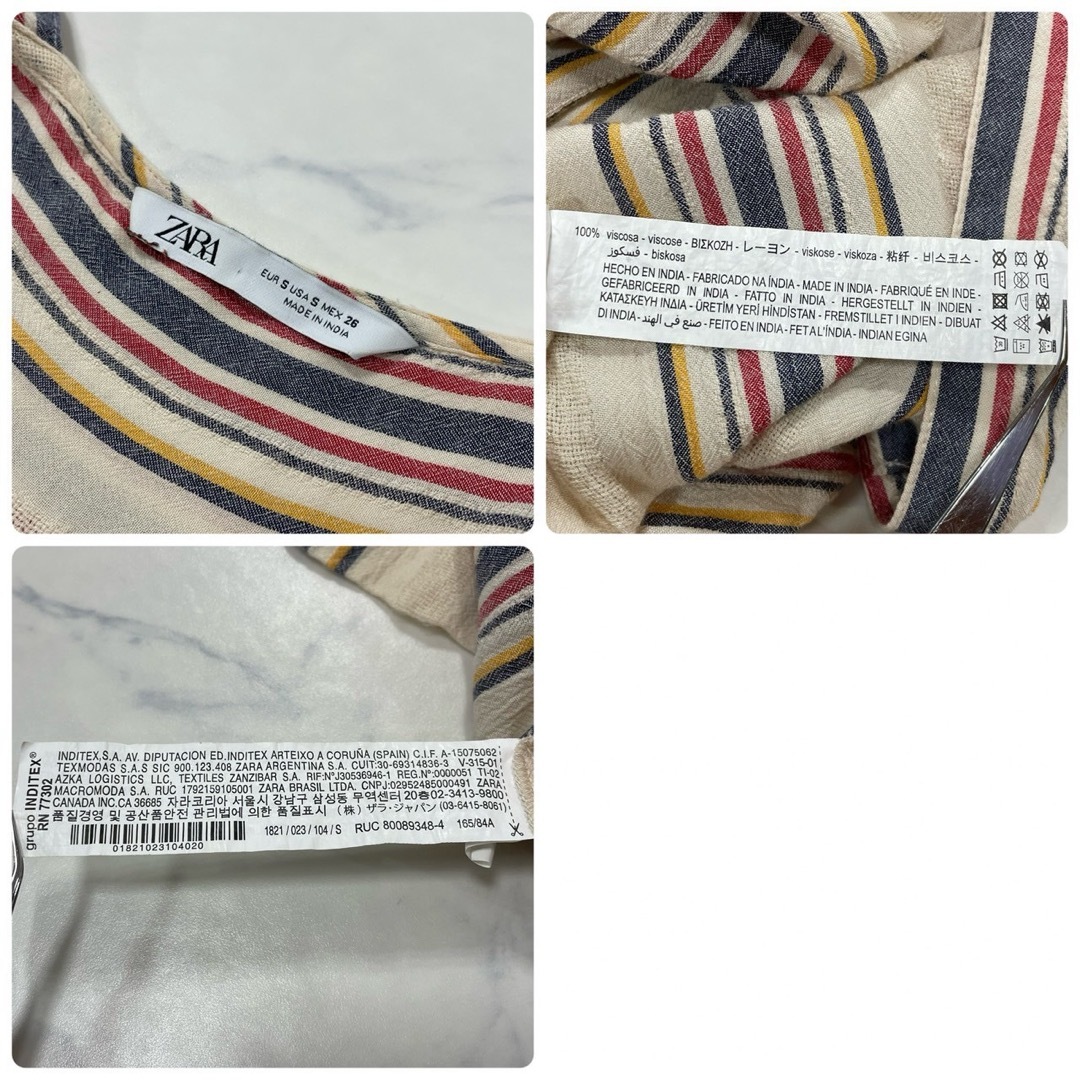 ZARA
EUR S USA S MEX 26
MADE IN INDIA
100% viscosa - viscose - ΒΙΣΚΟΖΗ - レーヨン - viskose - viskoza - 粘纤 - 비스코스 -
فسكوز - biskosa
HECHO EN INDIA - FABRICADO NA ÍNDIA - MADE IN INDIA - FABRIQUÉ EN INDE -
GEFABRICEERD IN INDIA - FATTO IN INDIA - HERGESTELLT IN INDIEN -
ΚΑΤΑΣΚΕΥΗ ΙΝΔΙΑ - ÜRETİM YERİ HİNDİSTAN - FREMSTILLET I INDIEN - DIBUAT
DI INDIA - صنع في الهند - FEITO EN INDIA - FET A L'ÍNDIA - INDIAN EGINA
grupo INDITEX®
RN 77302
INDITEX,S.A. AV. DIPUTACION ED.INDITEX ARTEIXO A CORUÑA (SPAIN) C.I.F. A-15075062
TEXMODAS S.A.S SIC 900.123.408 ZARA ARGENTINA S.A. CUIT:30-69314836-3 V-315-01
AZKA LOGISTICS LLC, TEXTILES ZANZIBAR S.A. RIF:NºJ30536946-1 REG.Nº:0000051 TI-02
MACROMODA S.A. RUC 1792159105001 ZARA BRASIL LTDA. CNPJ:02952485000491 ZARA
CANADA INC.CA 36685 자라코리아 서울시 강남구 삼성동 무역센터 20층02-3413-9800
품질경영 및 공산품안전 관리법에 의한 품질표시 (株) ザラ・ジャパン (03-6415-8061)
1821 / 023 / 104 / S RUC 80089348-4 165/84A
01821023104020